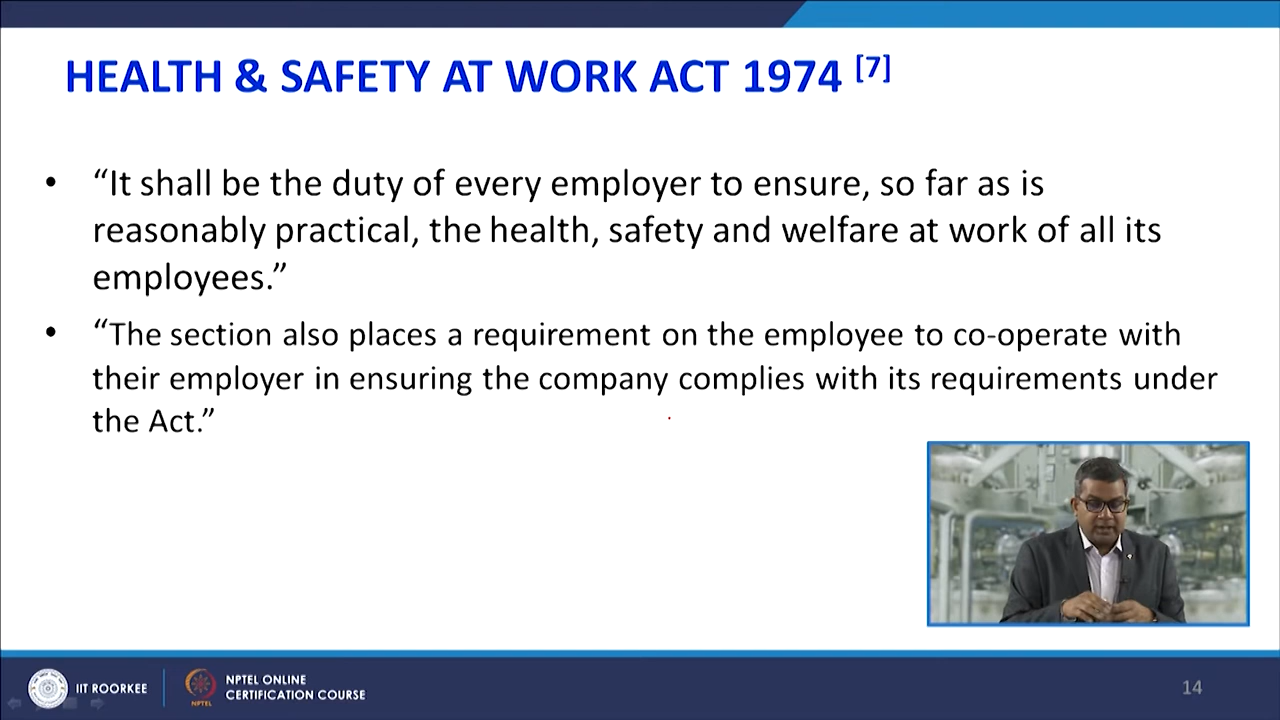 HEALTH & SAFETY AT WORK ACT 1974 [7]
• “It shall be the duty of every employer to ensure, so far as is
reasonably practical, the health, safety and welfare at work of all its
employees.”
• “The section also places a requirement on the employee to co-operate with
their employer in ensuring the company complies with its requirements under
the Act.”
IIT ROORKEE
NPTEL
NPTEL ONLINE
CERTIFICATION COURSE
14